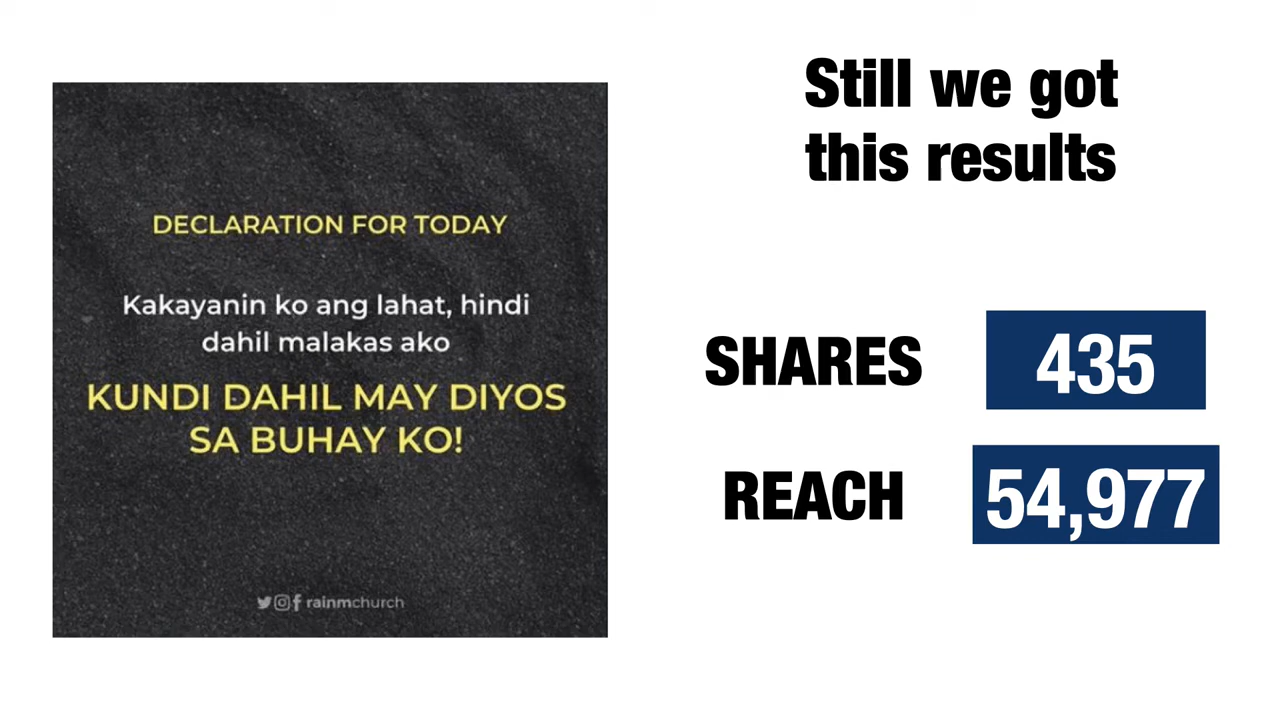 DECLARATION FOR TODAY
Kakayanin ko ang lahat, hindi
dahil malakas ako
KUNDI DAHIL MAY DIYOS
SA BUHAY KO!
rainmchurch
Still we got
this results
SHARES 435
REACH 54,977